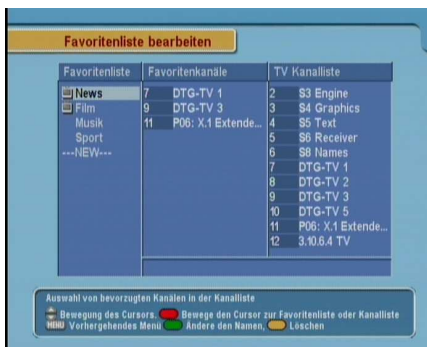 Favoritenliste bearbeiten
Favoritenliste Favoritenkanäle TV Kanalliste
News 7 DTG-TV 1 2 S3 Engine
Film 9 DTG-TV 3 3 S4 Graphics
Musik 11 P06: X.1 Extende... 4 S5 Text
Sport 5 S6 Receiver
---NEW--- 6 S8 Names
7 DTG-TV 1
8 DTG-TV 2
9 DTG-TV 3
10 DTG-TV 5
11 P06: X.1 Extende...
12 3.10.6.4 TV
Auswahl von bevorzugten Kanälen in der Kanalliste
Bewegung des Cursors. Bewege den Cursor zur Favoritenliste oder Kanalliste
MENU Vorhergehendes Menü Andere den Namen, Löschen